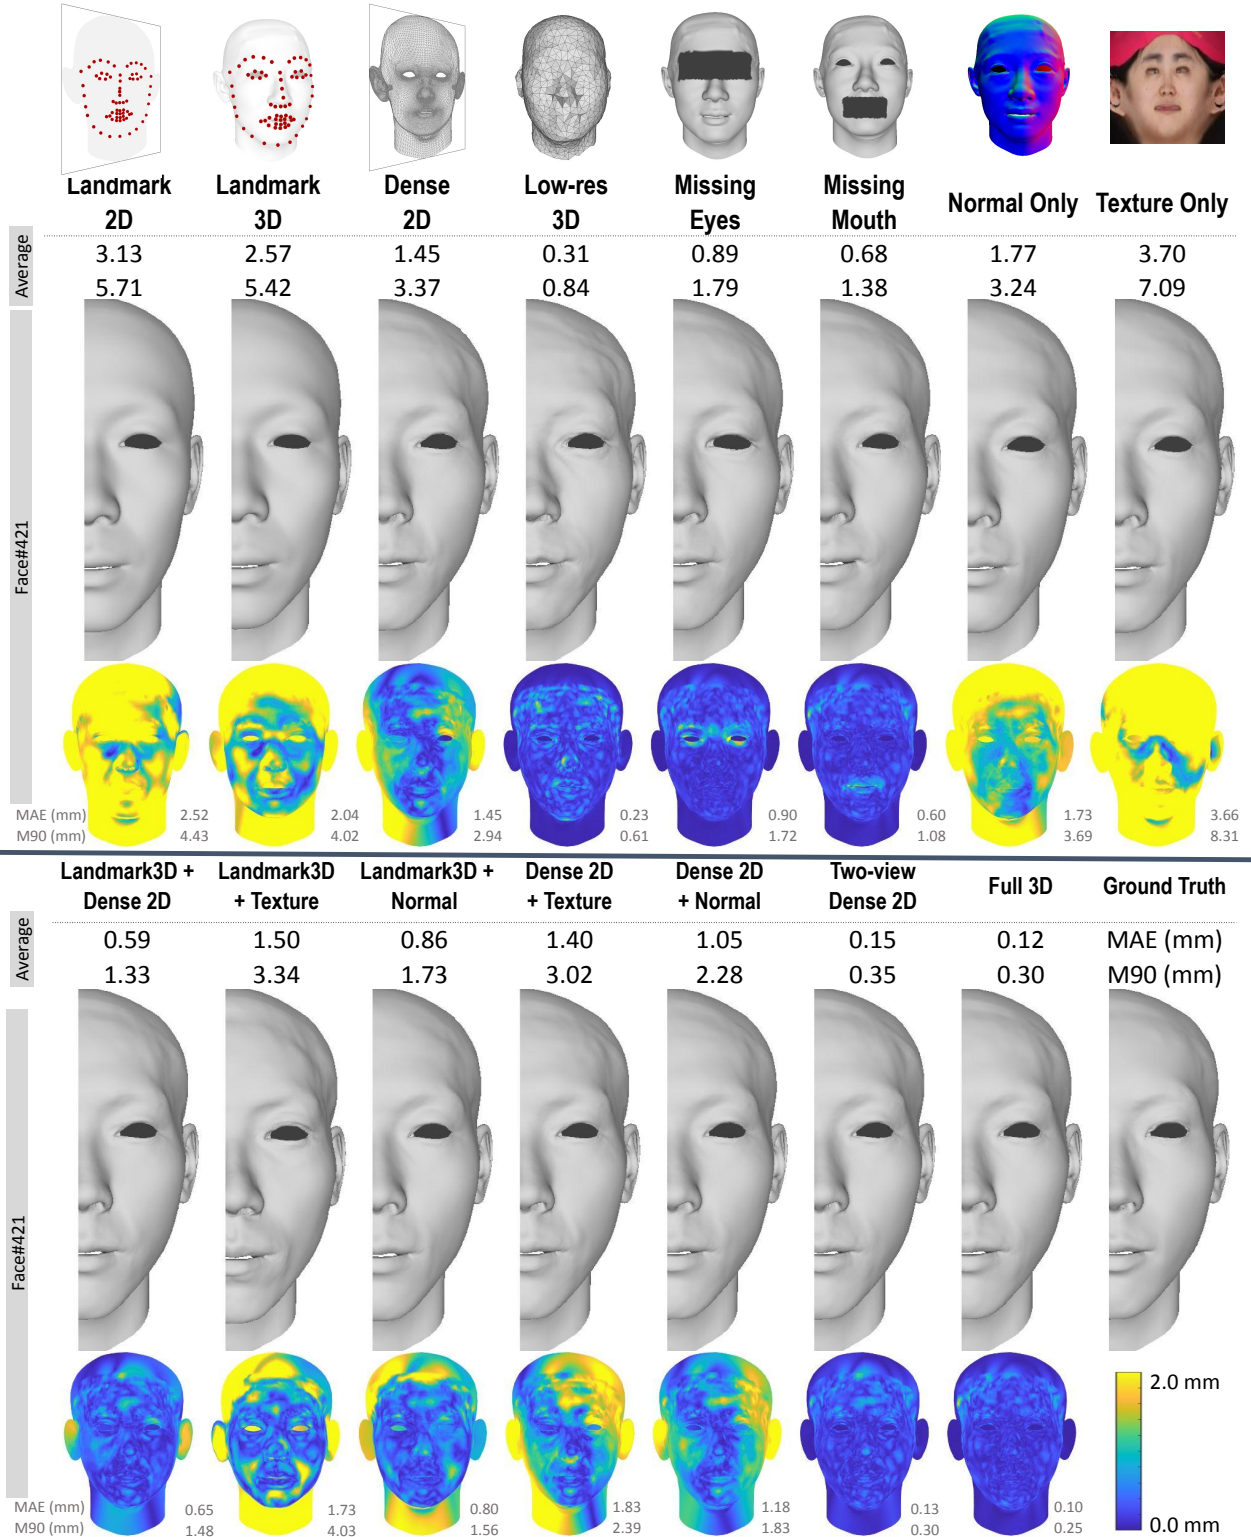 Landmark 2D
Landmark 3D
Dense 2D
Low-res 3D
Missing Eyes
Missing Mouth
Normal Only
Texture Only
Average
3.13 2.57 1.45 0.31 0.89 0.68 1.77 3.70
5.71 5.42 3.37 0.84 1.79 1.38 3.24 7.09
Face#421
MAE (mm) 2.52 2.04 1.45 0.23 0.90 0.60 1.73 3.66
M90 (mm) 4.43 4.02 2.94 0.61 1.72 1.08 3.69 8.31
Landmark3D + Dense 2D
Landmark3D + Texture
Landmark3D + Normal
Dense 2D + Texture
Dense 2D + Normal
Two-view Dense 2D
Full 3D
Ground Truth
Average
0.59 1.50 0.86 1.40 1.05 0.15 0.12 MAE (mm)
1.33 3.34 1.73 3.02 2.28 0.35 0.30 M90 (mm)
Face#421
2.0 mm
0.0 mm
MAE (mm) 0.65 1.73 0.80 1.83 1.18 0.13 0.10
M90 (mm) 1.48 4.03 1.56 2.39 1.83 0.30 0.25